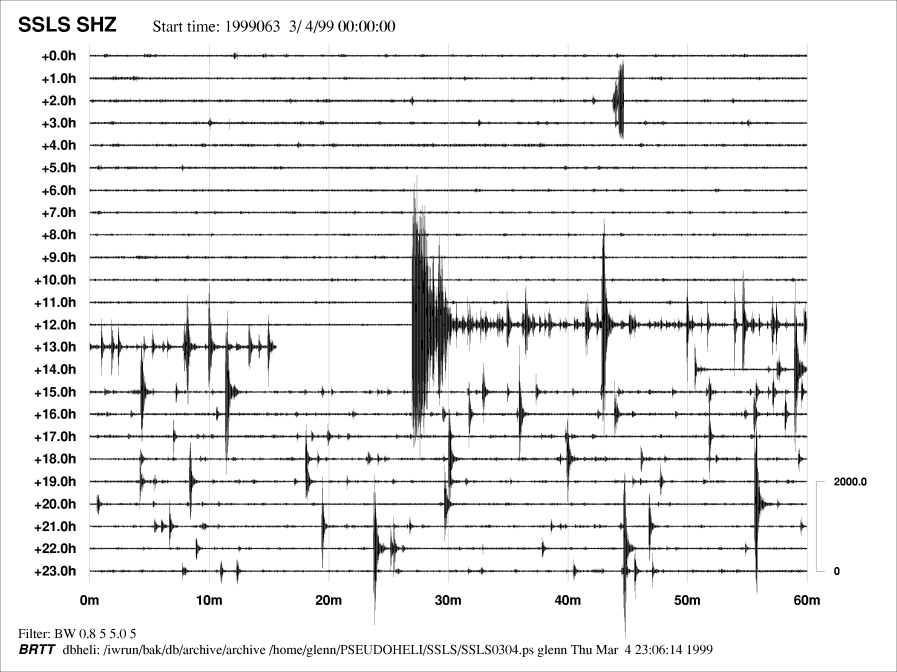 SSLS SHZ Start time: 1999063 3/ 4/99 00:00:00
+0.0h
+1.0h
+2.0h
+3.0h
+4.0h
+5.0h
+6.0h
+7.0h
+8.0h
+9.0h
+10.0h
+11.0h
+12.0h
+13.0h
+14.0h
+15.0h
+16.0h
+17.0h
+18.0h
+19.0h 2000.0
+20.0h
+21.0h
+22.0h
+23.0h 0
0m 10m 20m 30m 40m 50m 60m
Filter: BW 0.8 5 5.0 5
BRTT dbheli: /iwrun/bak/db/archive/archive /home/glenn/PSEUDOHELI/SSLS/SSLS0304.ps glenn Thu Mar 4 23:06:14 1999